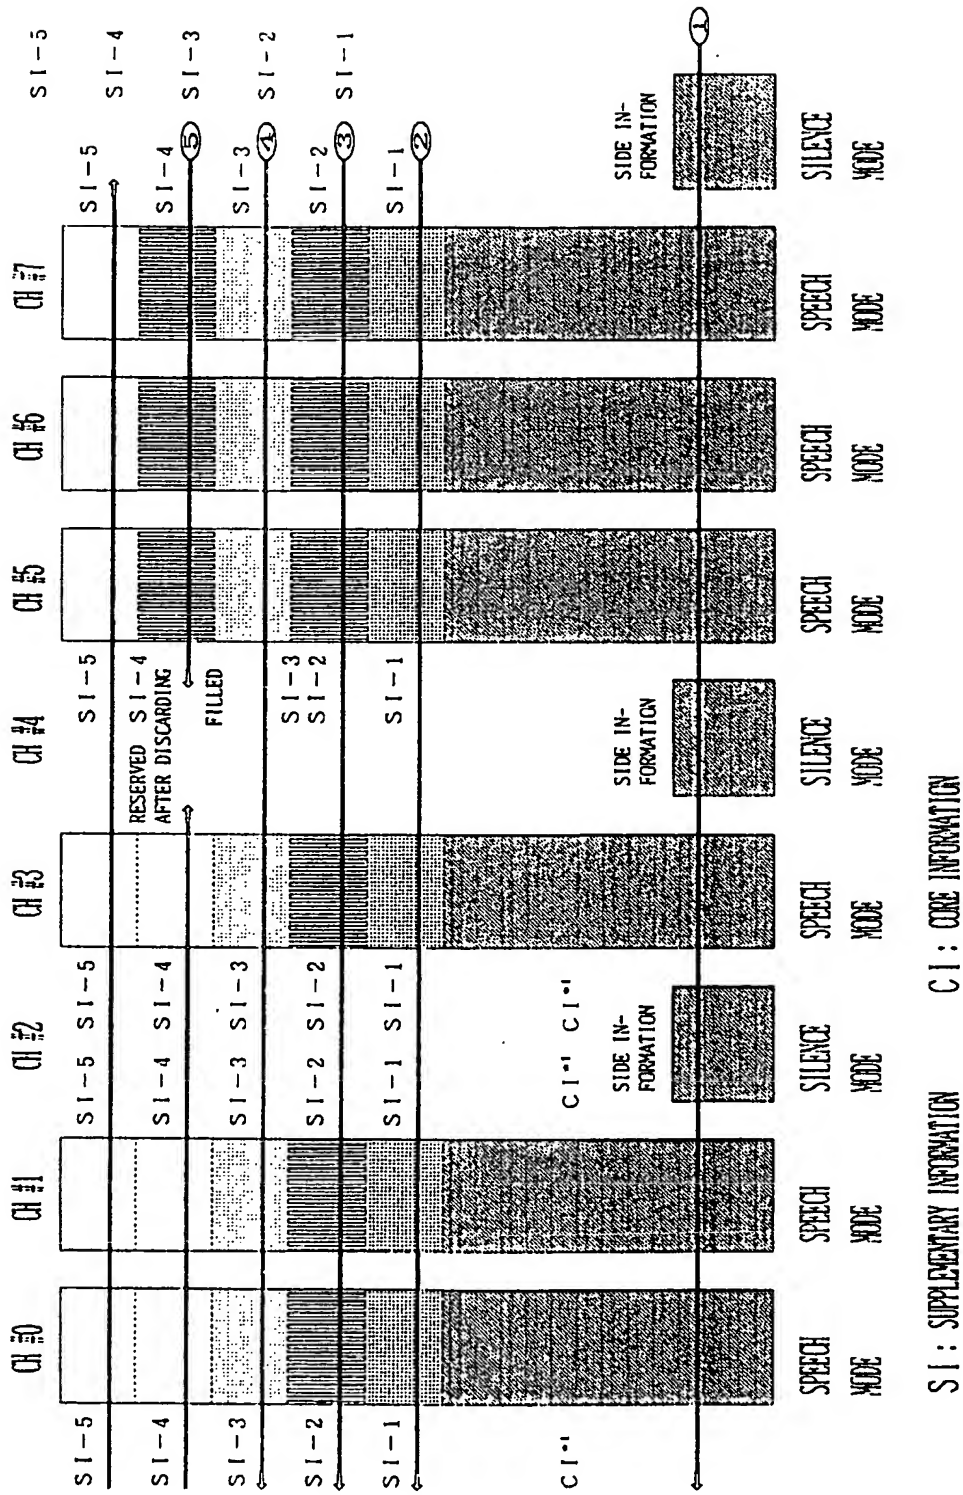 CH #0
CH #1
CH #2
CH #3
CH #4
CH #5
CH #6
CH #7
SI-5
SI-5
SI-5
SI-5
SI-5
SI-5
SI-4
SI-4
SI-4
RESERVED SI-4
AFTER DISCARDING
SI-4
SI-4
5
FILLED
SI-3
SI-3
SI-3
SI-3
SI-3
SI-3
4
SI-2
SI-2
SI-2
SI-2
SI-2
SI-2
3
SI-1
SI-1
SI-1
SI-1
SI-1
SI-1
2
CI*1
CI*1
CI*1
SIDE IN-
FORMATION
SIDE IN-
FORMATION
SIDE IN-
FORMATION
1
SPEECH
MODE
SPEECH
MODE
SILENCE
MODE
SPEECH
MODE
SILENCE
MODE
SPEECH
MODE
SPEECH
MODE
SPEECH
MODE
SILENCE
MODE
SI: SUPPLEMENTARY INFORMATION
CI: CORE INFORMATION